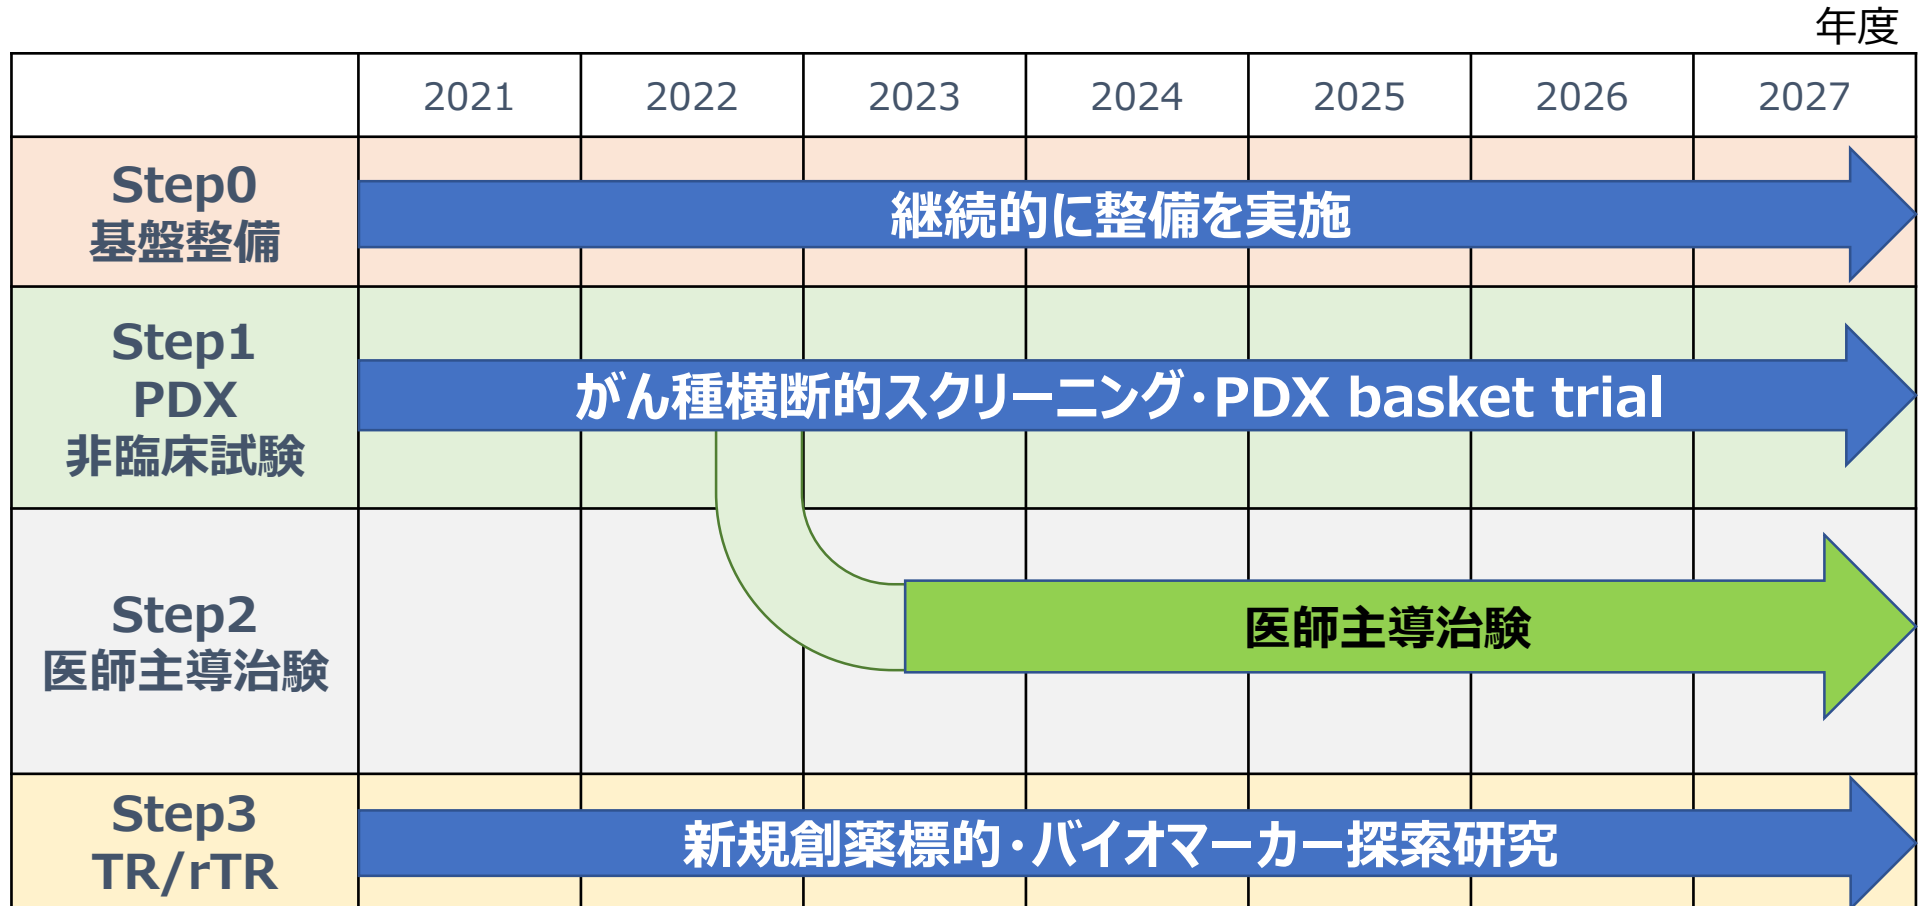 年度
2021 2022 2023 2024 2025 2026 2027
Step0
基盤整備
継続的に整備を実施
Step1
PDX
非臨床試験
がん種横断的スクリーニング・PDX basket trial
Step2
医師主導治験
医師主導治験
Step3
TR/rTR
新規創薬標的・バイオマーカー探索研究